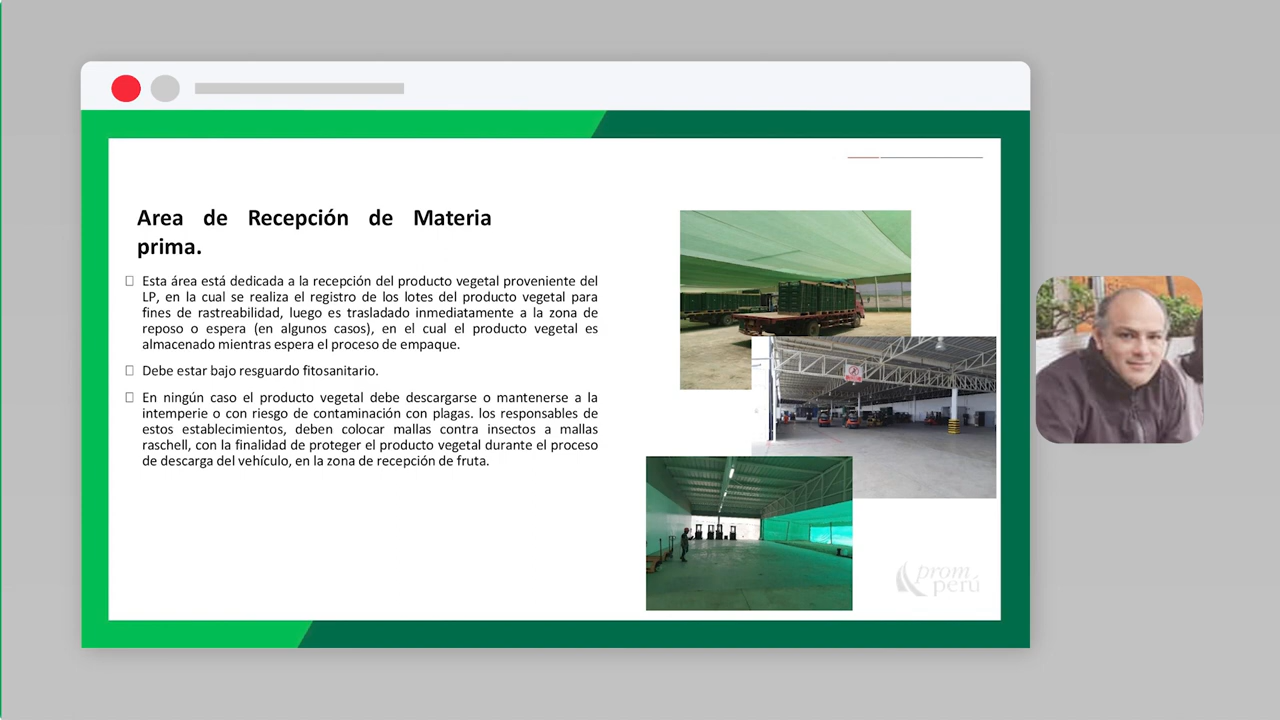 Area de Recepción de Materia
prima.
Esta área está dedicada a la recepción del producto vegetal proveniente del
LP, en la cual se realiza el registro de los lotes del producto vegetal para
fines de rastreabilidad, luego es trasladado inmediatamente a la zona de
reposo o espera (en algunos casos), en el cual el producto vegetal es
almacenado mientras espera el proceso de empaque.
Debe estar bajo resguardo fitosanitario.
En ningún caso el producto vegetal debe descargarse o mantenerse a la
intemperie o con riesgo de contaminación con plagas. los responsables de
estos establecimientos, deben colocar mallas contra insectos a mallas
raschell, con la finalidad de proteger el producto vegetal durante el proceso
de descarga del vehículo, en la zona de recepción de fruta.
prom
perú